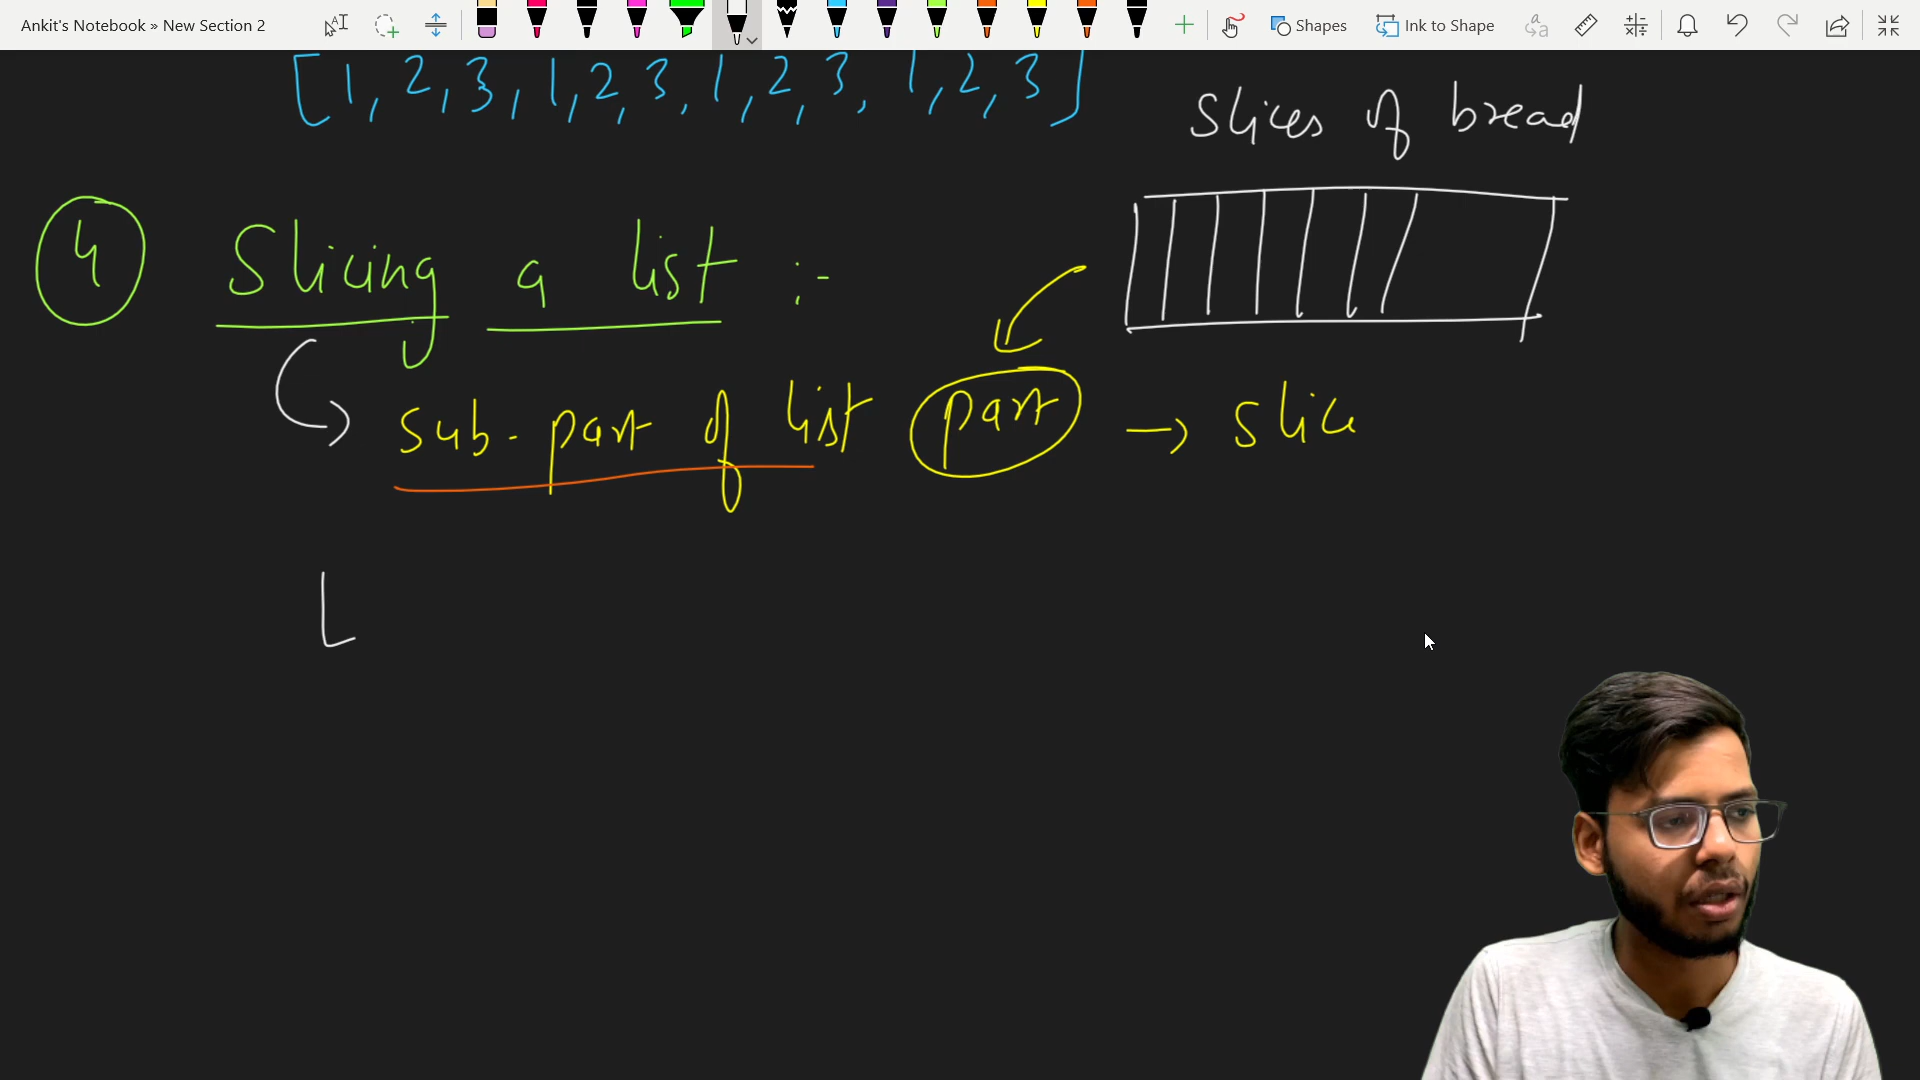 Ankit's Notebook » New Section 2
Shapes
Ink to Shape
[1, 2, 3, 1, 2, 3, 1, 2, 3, 1, 2, 3]
Slices of bread
4 Slicing a list :-
sub-part of list part → slice
L